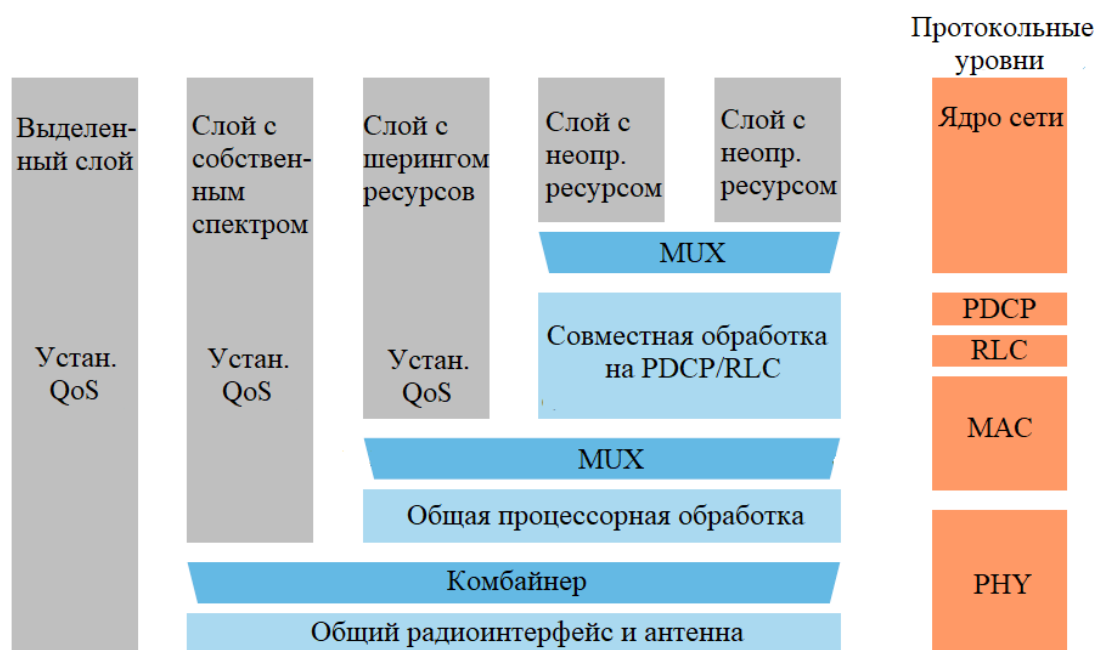 Протокольные
уровни
Выделен-
ный слой
Устан.
QoS
Слой с
собствен-
ным
спектром
Устан.
QoS
Слой с
шерингом
ресурсов
Устан.
QoS
Слой с
неопр.
ресурсом
Слой с
неопр.
ресурсом
MUX
Совместная обработка
на PDCP/RLC
MUX
Общая процессорная обработка
Комбайнер
Общий радиоинтерфейс и антенна
Ядро сети
PDCP
RLC
MAC
PHY